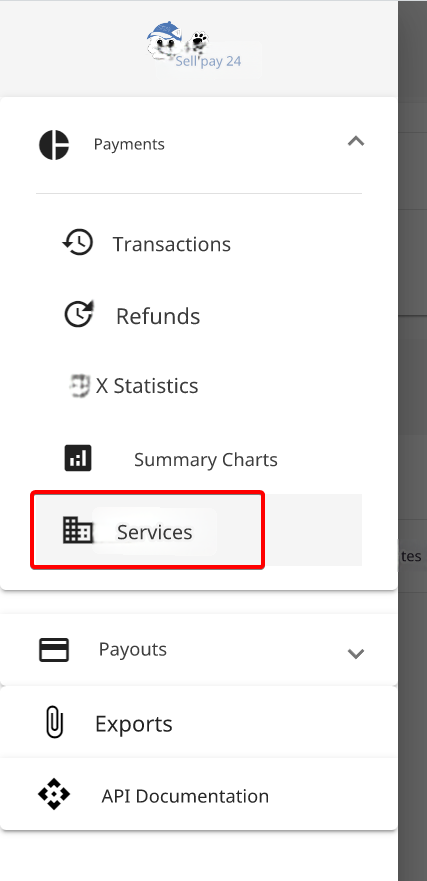 Sell pay 24
Payments
Transactions
Refunds
X Statistics
Summary Charts
Services
tes
Payouts
Exports
API Documentation